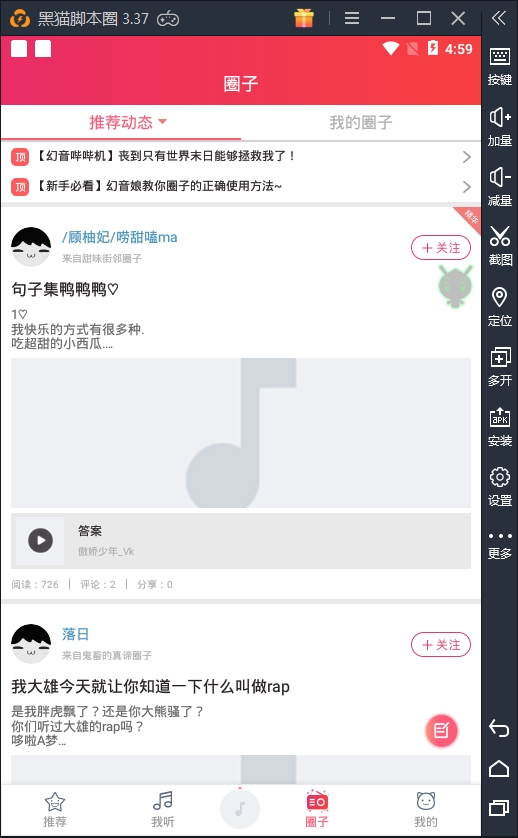 黑猫脚本圈 3.37
4:59
圈子
推荐动态
我的圈子
顶 【幻音哔哔机】丧到只有世界末日能够拯救我了！
顶 【新手必看】幻音娘教你圈子的正确使用方法~
精华
/顾柚妃/唠甜嗑ma
来自甜味街邻圈子
+关注
句子集鸭鸭鸭♡
1♡
我快乐的方式有很多种.
吃超甜的小西瓜....
答案
傲娇少年_Vk
阅读：726 | 评论：2 | 分享：0
落日
来自鬼畜的真谛圈子
+关注
我大雄今天就让你知道一下什么叫做rap
是我胖虎飘了？还是你大熊骚了？
你们听过大雄的rap吗？
哆啦A梦...
推荐
我听
圈子
我的
按键
加量
减量
截图
定位
多开
APK
安装
设置
更多